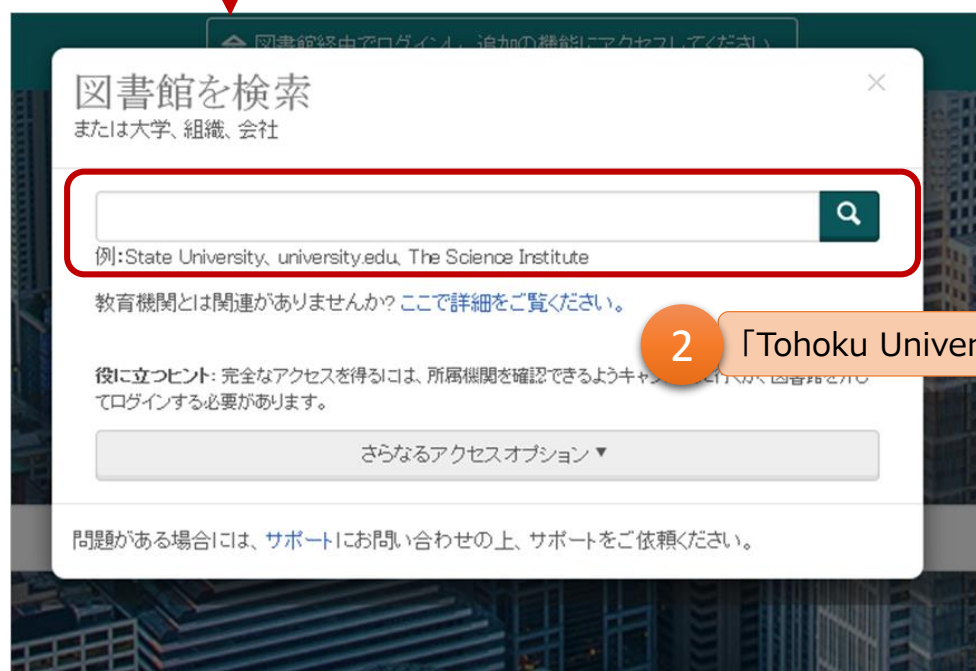 図書館経由でログインし、追加の機能にアクセスしてください
図書館を検索
または大学、組織、会社
例:State University、university.edu、The Science Institute
教育機関とは関連がありませんか? ここで詳細をご覧ください。
2
「Tohoku Univer
役に立つヒント: 完全なアクセスを得るには、所属機関を確認できるようキャン
てログインする必要があります。
さらなるアクセスオプション ▼
問題がある場合には、サポートにお問い合わせの上、サポートをご依頼ください。